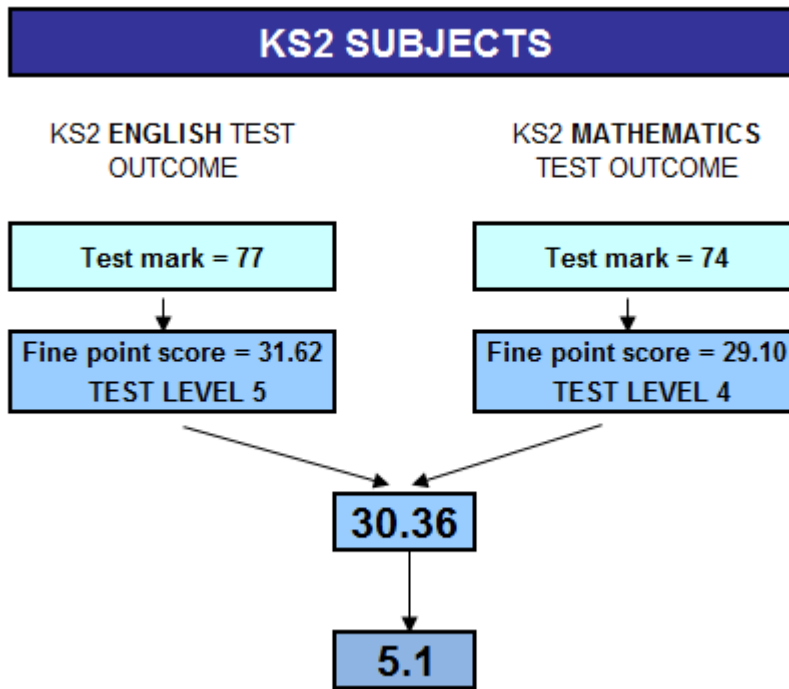 KS2 SUBJECTS
KS2 ENGLISH TEST
OUTCOME
KS2 MATHEMATICS
TEST OUTCOME
Test mark = 77
Test mark = 74
Fine point score = 31.62
TEST LEVEL 5
Fine point score = 29.10
TEST LEVEL 4
30.36
5.1